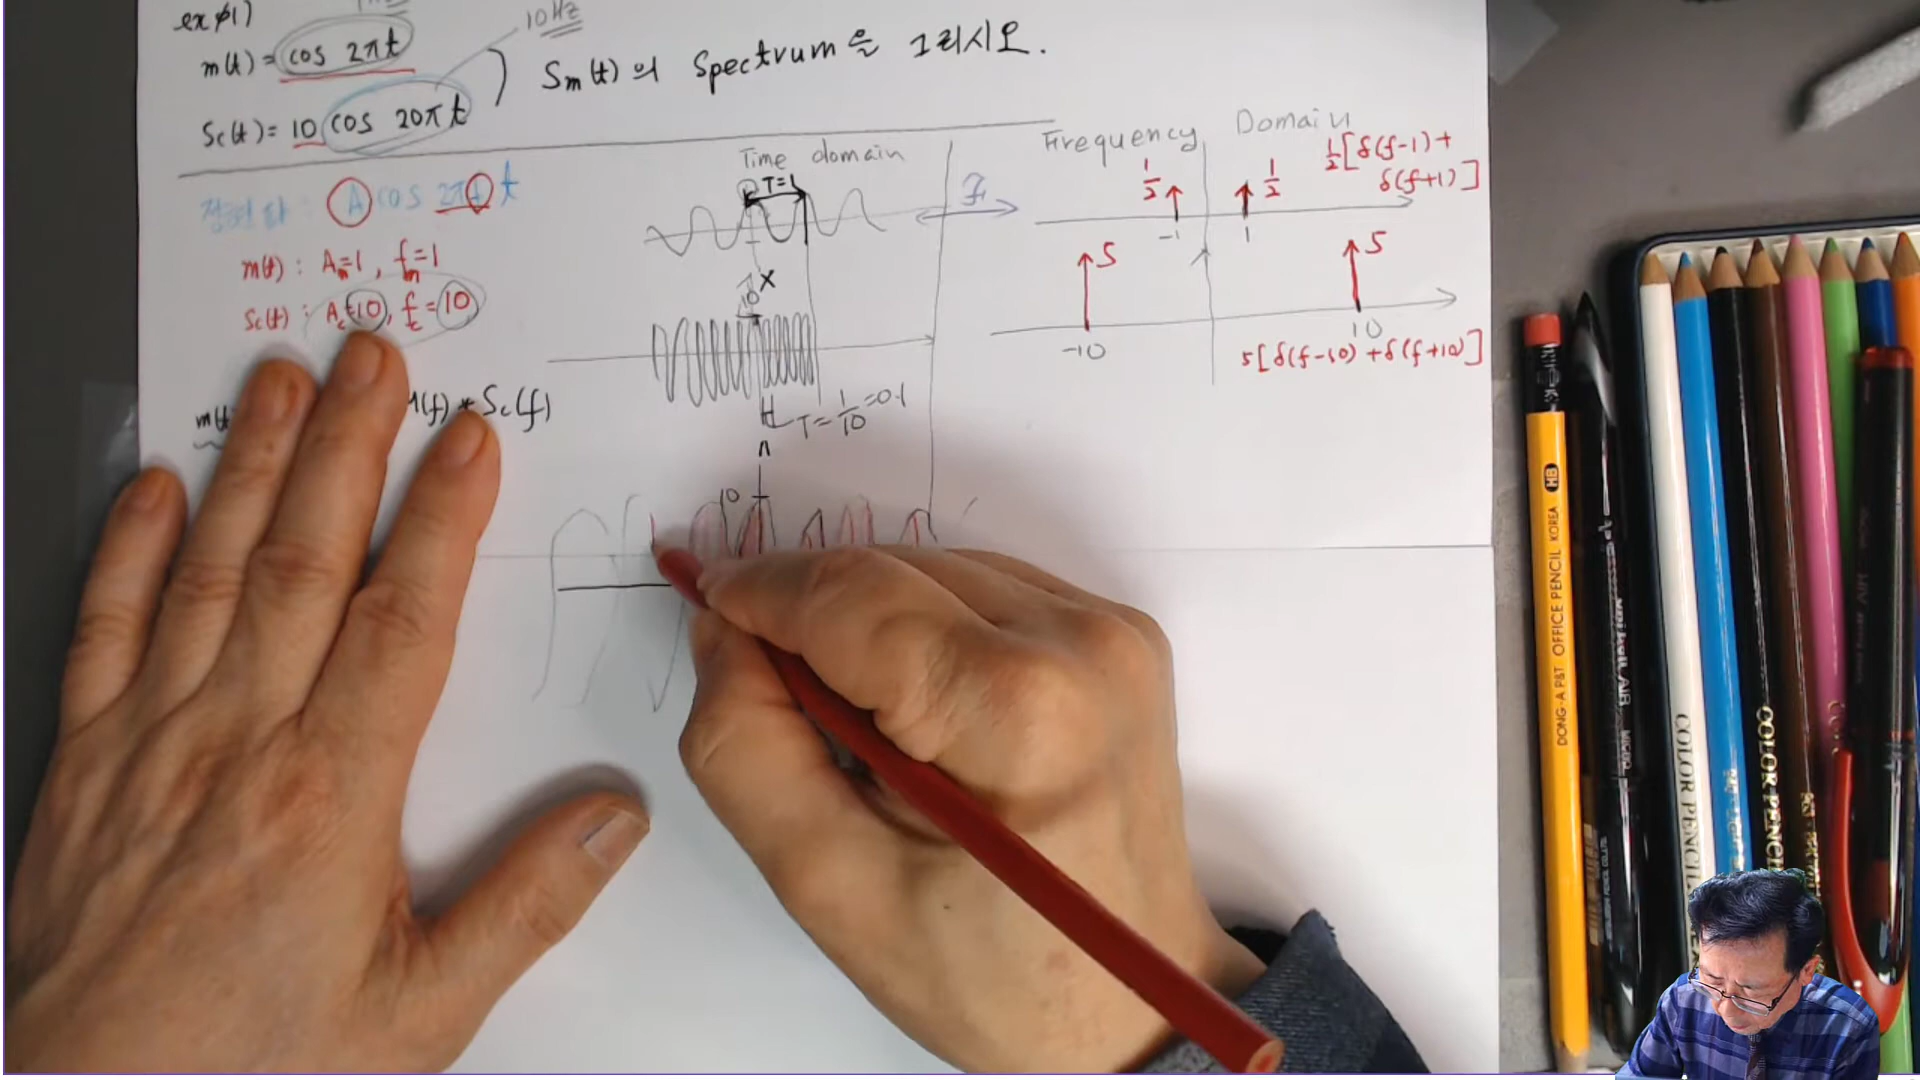 ex ∮1)
10Hz
m(t) = cos 2πt
Sm(t)의 Spectrum을 그리시오.
Sc(t) = 10 cos 20πt
Time domain
Frequency Domain
정현파 : A cos 2πf t
T=1
1/2
1/2
1/2[δ(f-1)+
δ(f+1)]
-1
1
m(t) : Am=1, fm=1
Sc(t) : Ac=10, fc=10
X
10
5
5
-10
10
5[δ(f-10)+δ(f+10)]
T=1/10=0.1
* Sc(f)
10
HB
DONG-A P&T OFFICE PENCIL KOREA
COLOR PENCIL
COLOR PENCIL